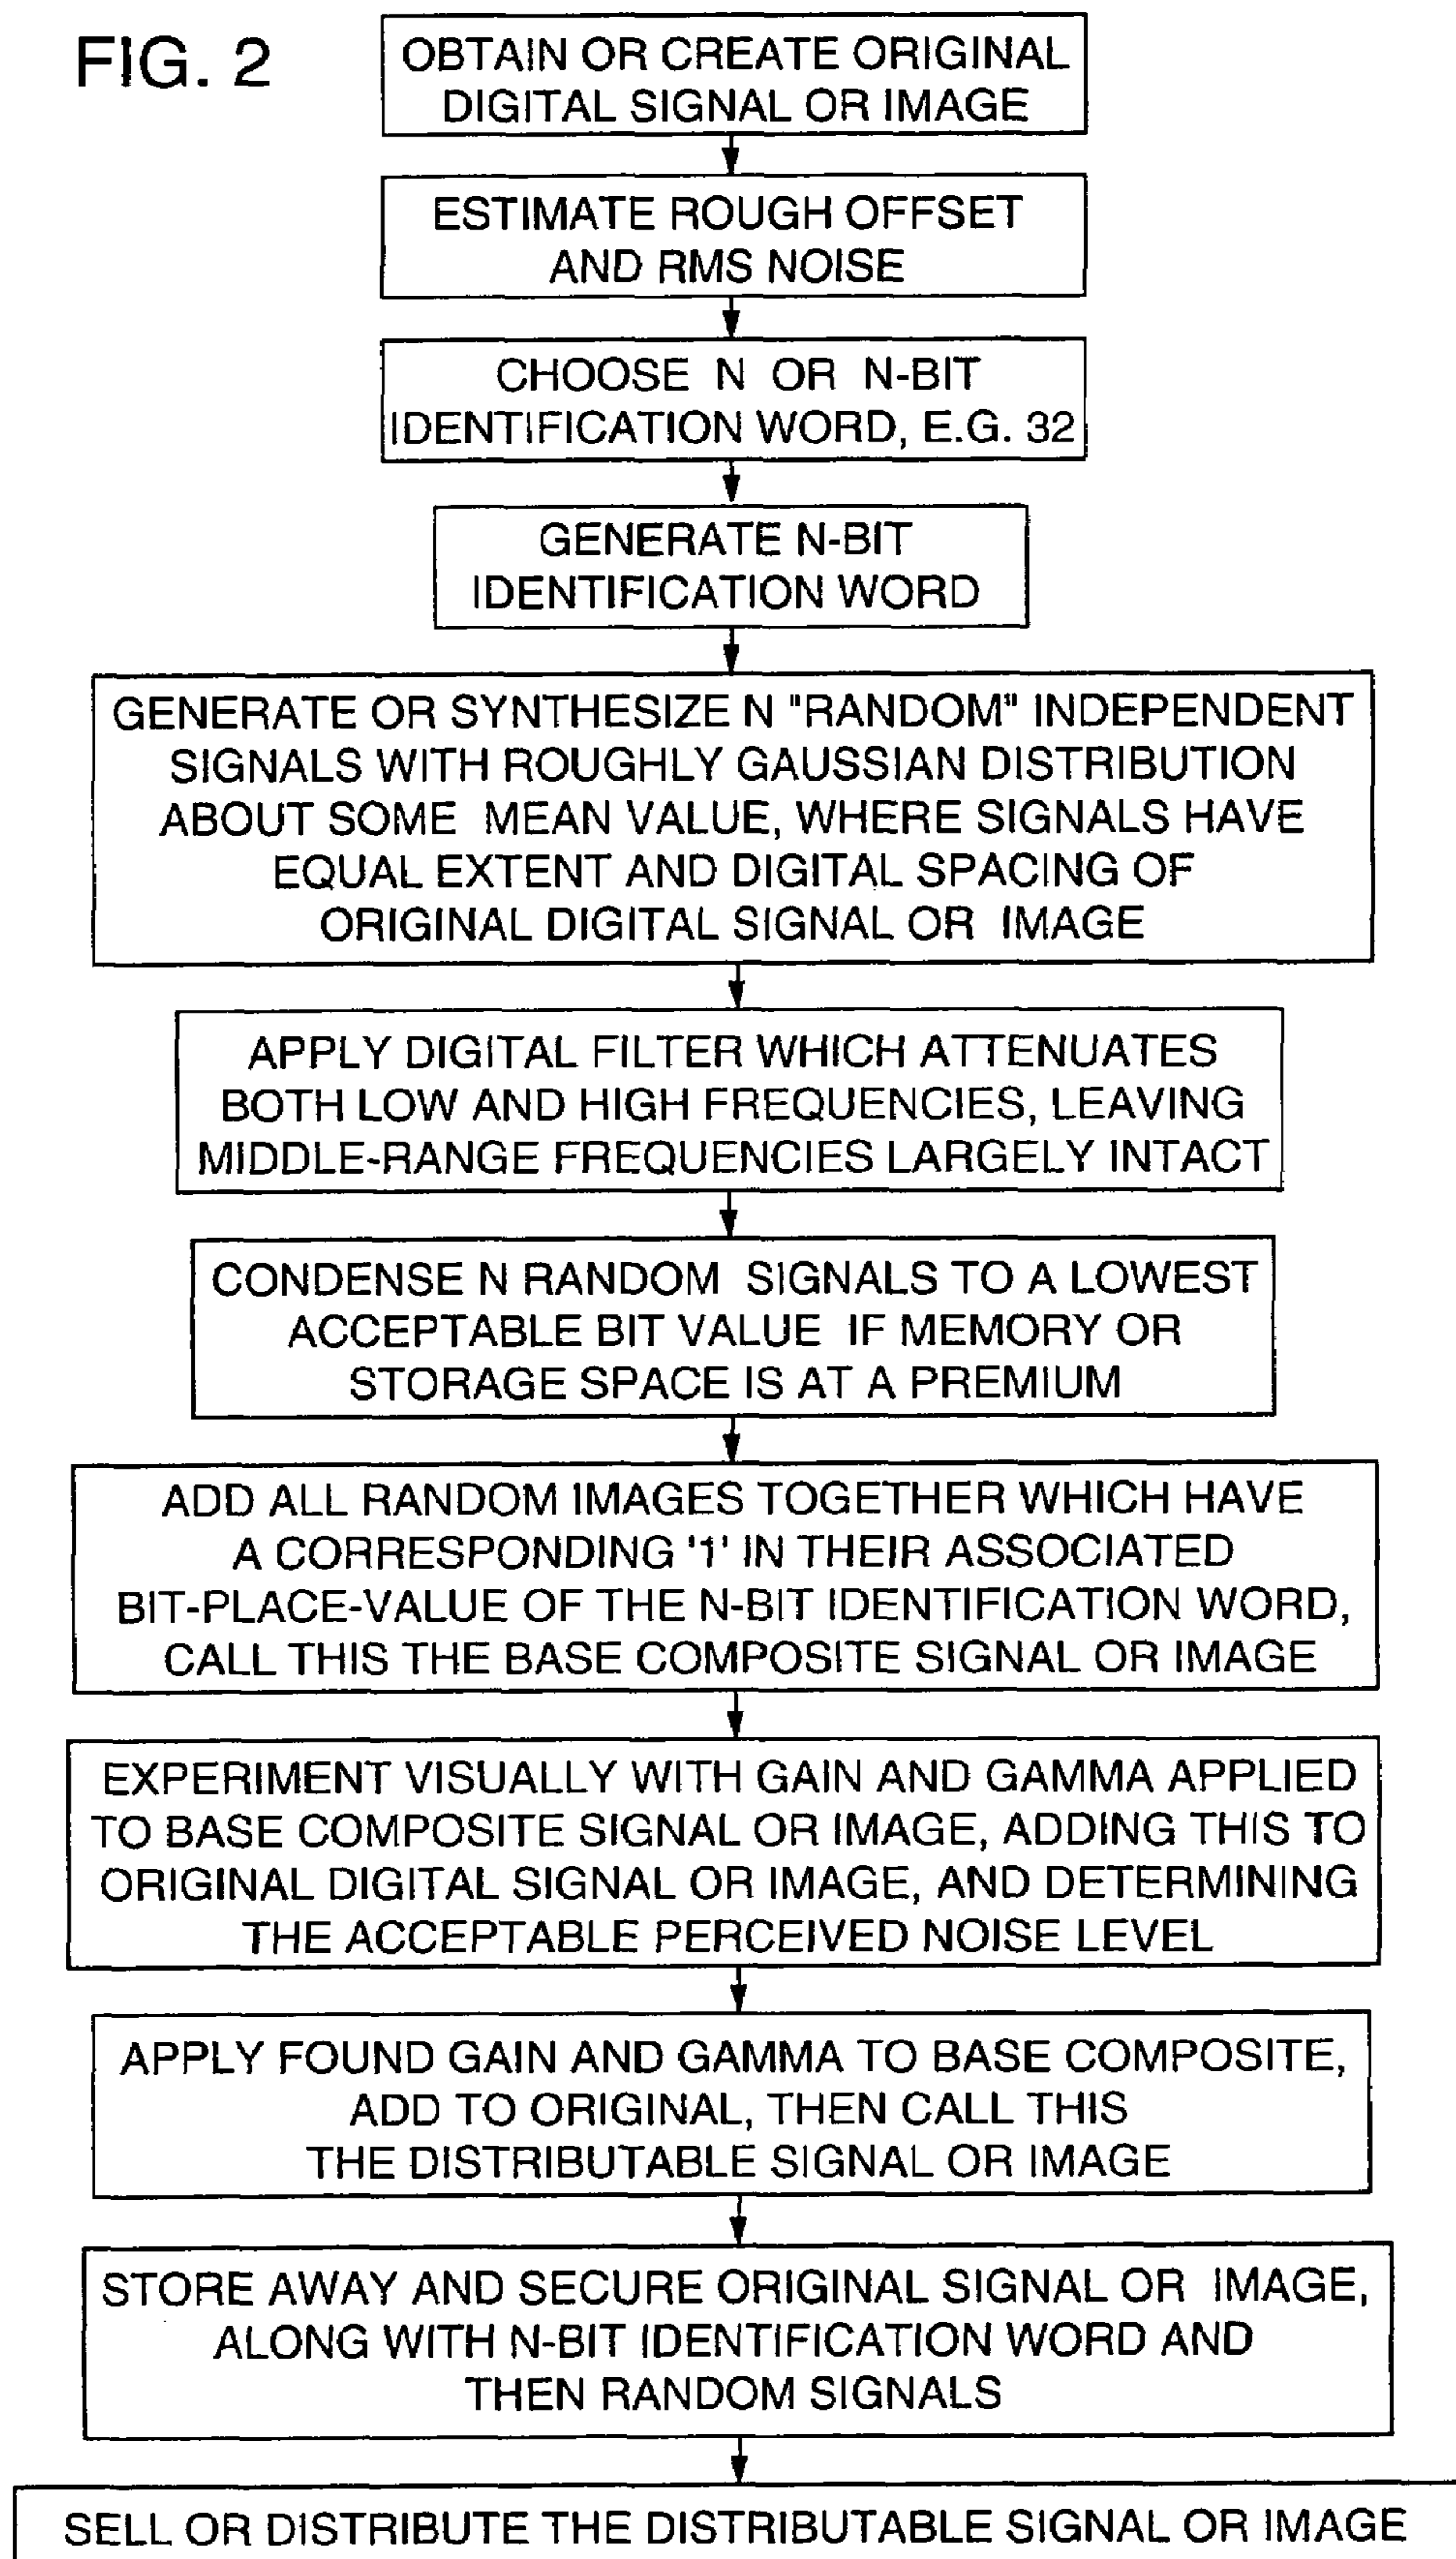 FIG. 2
OBTAIN OR CREATE ORIGINAL
DIGITAL SIGNAL OR IMAGE
ESTIMATE ROUGH OFFSET
AND RMS NOISE
CHOOSE N OR N-BIT
IDENTIFICATION WORD, E.G. 32
GENERATE N-BIT
IDENTIFICATION WORD
GENERATE OR SYNTHESIZE N "RANDOM" INDEPENDENT
SIGNALS WITH ROUGHLY GAUSSIAN DISTRIBUTION
ABOUT SOME MEAN VALUE, WHERE SIGNALS HAVE
EQUAL EXTENT AND DIGITAL SPACING OF
ORIGINAL DIGITAL SIGNAL OR IMAGE
APPLY DIGITAL FILTER WHICH ATTENUATES
BOTH LOW AND HIGH FREQUENCIES, LEAVING
MIDDLE-RANGE FREQUENCIES LARGELY INTACT
CONDENSE N RANDOM SIGNALS TO A LOWEST
ACCEPTABLE BIT VALUE IF MEMORY OR
STORAGE SPACE IS AT A PREMIUM
ADD ALL RANDOM IMAGES TOGETHER WHICH HAVE
A CORRESPONDING '1' IN THEIR ASSOCIATED
BIT-PLACE-VALUE OF THE N-BIT IDENTIFICATION WORD,
CALL THIS THE BASE COMPOSITE SIGNAL OR IMAGE
EXPERIMENT VISUALLY WITH GAIN AND GAMMA APPLIED
TO BASE COMPOSITE SIGNAL OR IMAGE, ADDING THIS TO
ORIGINAL DIGITAL SIGNAL OR IMAGE, AND DETERMINING
THE ACCEPTABLE PERCEIVED NOISE LEVEL
APPLY FOUND GAIN AND GAMMA TO BASE COMPOSITE,
ADD TO ORIGINAL, THEN CALL THIS
THE DISTRIBUTABLE SIGNAL OR IMAGE
STORE AWAY AND SECURE ORIGINAL SIGNAL OR IMAGE,
ALONG WITH N-BIT IDENTIFICATION WORD AND
THEN RANDOM SIGNALS
SELL OR DISTRIBUTE THE DISTRIBUTABLE SIGNAL OR IMAGE